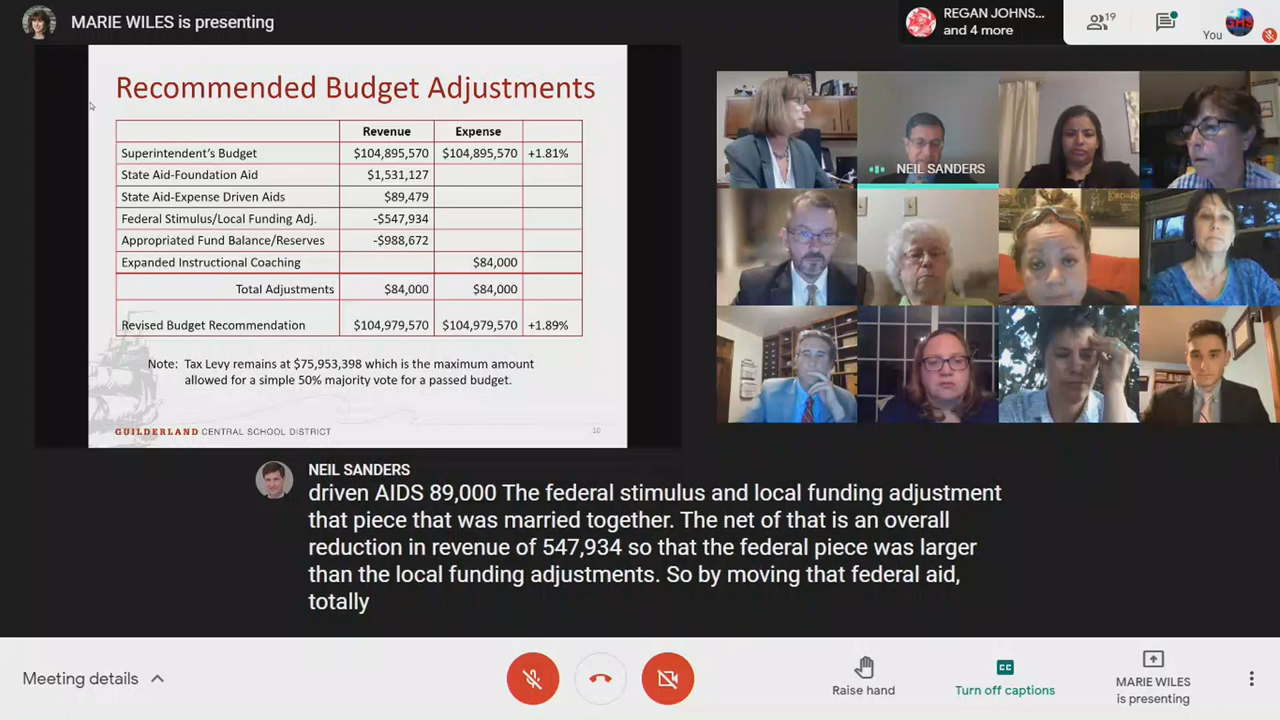 MARIE WILES is presenting
REGAN JOHNS...
and 4 more
19
You
GHS
Recommended Budget Adjustments
Revenue Expense
Superintendent's Budget $104,895,570 $104,895,570 +1.81%
State Aid-Foundation Aid $1,531,127
State Aid-Expense Driven Aids $89,479
Federal Stimulus/Local Funding Adj. -$547,934
Appropriated Fund Balance/Reserves -$988,672
Expanded Instructional Coaching $84,000
Total Adjustments $84,000 $84,000
Revised Budget Recommendation $104,979,570 $104,979,570 +1.89%
Note: Tax Levy remains at $75,953,398 which is the maximum amount
allowed for a simple 50% majority vote for a passed budget.
GUILDERLAND CENTRAL SCHOOL DISTRICT
10
NEIL SANDERS
NEIL SANDERS
driven AIDS 89,000 The federal stimulus and local funding adjustment
that piece that was married together. The net of that is an overall
reduction in revenue of 547,934 so that the federal piece was larger
than the local funding adjustments. So by moving that federal aid,
totally
Meeting details
Raise hand
Turn off captions
MARIE WILES
is presenting